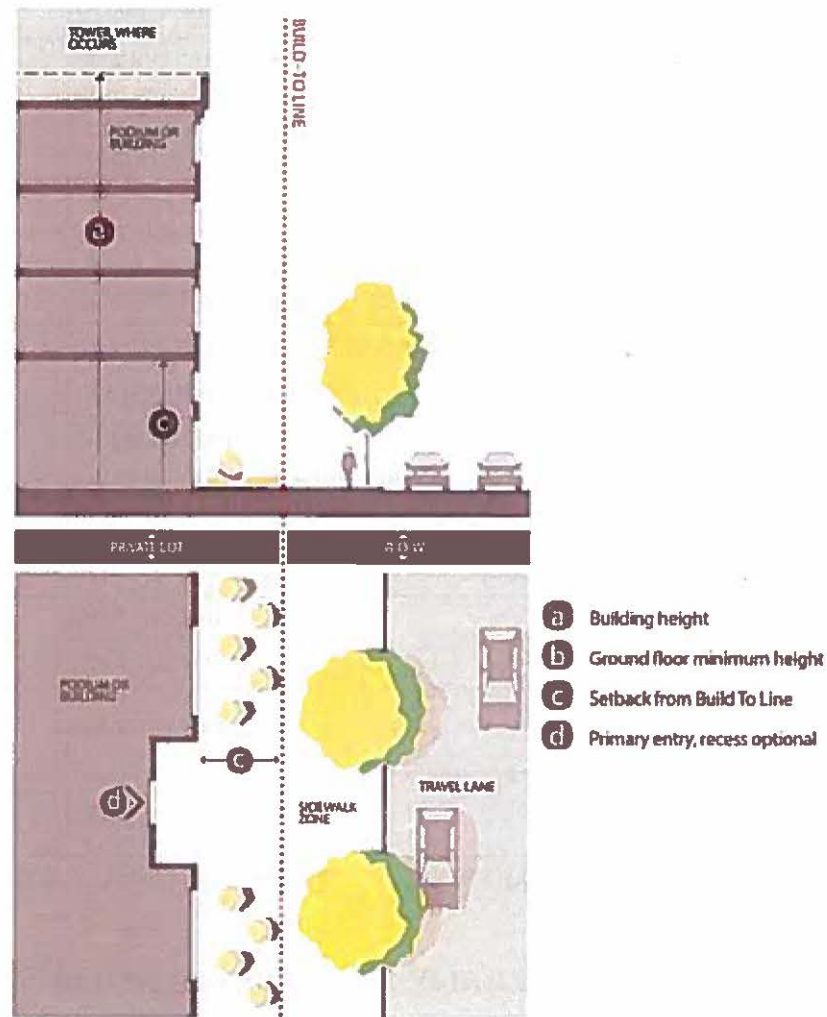 TOWER, WHERE
OCCURS
BUILD-TO LINE
PODIUM OR
BUILDING
a
c
PRIVATE LOT
R O W
PODIUM OR
BUILDING
c
d
SIDEWALK
ZONE
TRAVEL LANE
a Building height
b Ground floor minimum height
c Setback from Build To Line
d Primary entry, recess optional